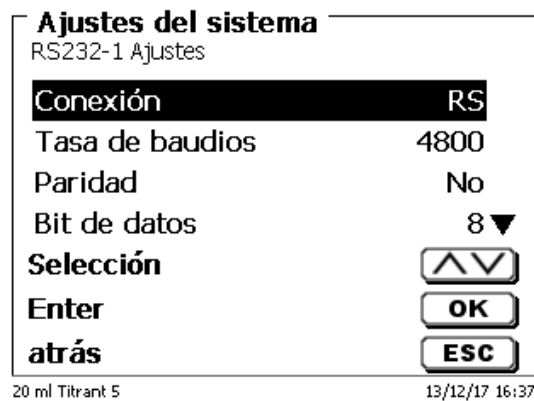 Ajustes del sistema
RS232-1 Ajustes
Conexión RS
Tasa de baudios 4800
Paridad No
Bit de datos 8
Selección
Enter OK
atrás ESC
20 ml Titrant 5 13/12/17 16:37